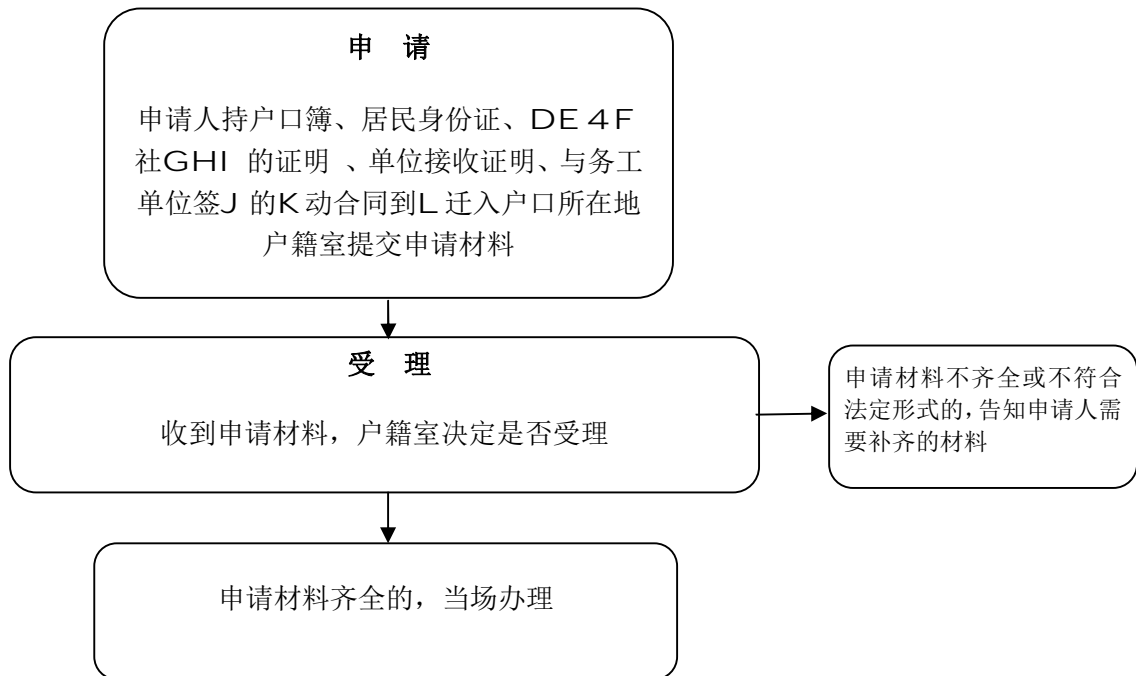 申 请
申请人持户口簿、居民身份证、DE 4F
社GHI 的证明 、单位接收证明、与务工
单位签J 的K动合同到L 迁入户口所在地
户籍室提交申请材料
受 理
收到申请材料，户籍室决定是否受理
申请材料不齐全或不符合
法定形式的，告知申请人需
要补齐的材料
申请材料齐全的，当场办理